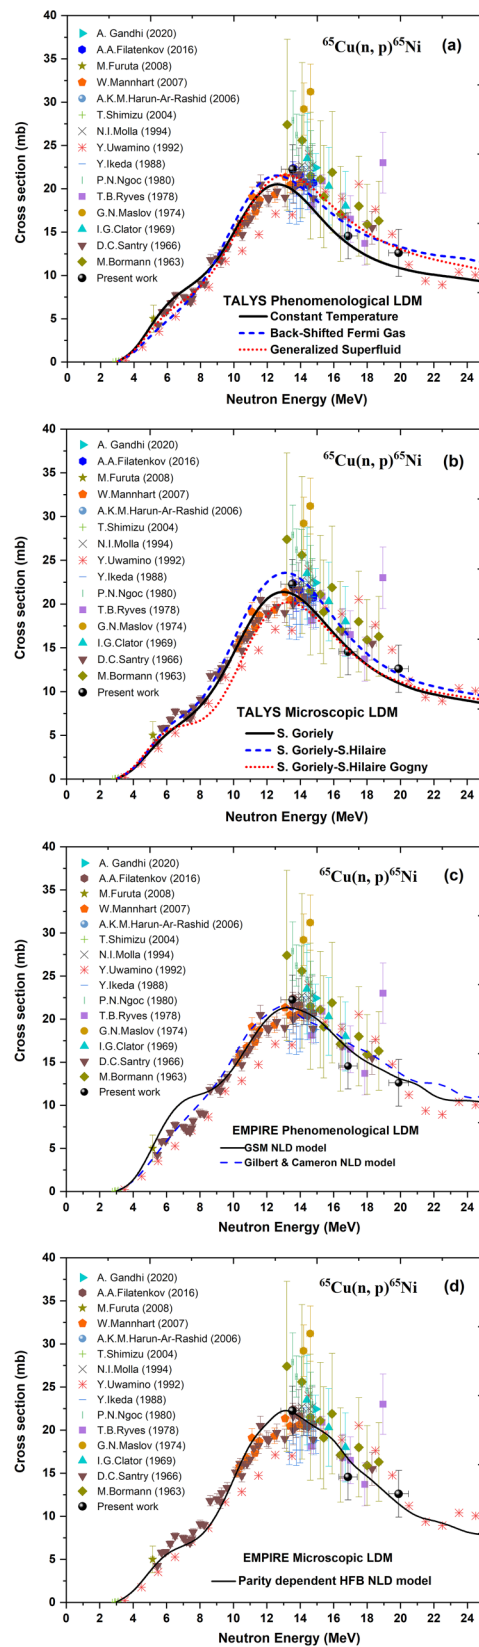 40
35
30
25
20
15
10
5
0
Cross section (mb)
A. Gandhi (2020)
A.A.Filatenkov (2016)
M.Furuta (2008)
W.Mannhart (2007)
A.K.M.Harun-Ar-Rashid (2006)
T.Shimizu (2004)
N.I.Molla (1994)
Y.Uwamino (1992)
Y.Ikeda (1988)
P.N.Ngoc (1980)
T.B.Ryves (1978)
G.N.Maslov (1974)
I.G.Clator (1969)
D.C.Santry (1966)
M.Bormann (1963)
Present work
⁶⁵Cu(n, p)⁶⁵Ni (a)
TALYS Phenomenological LDM
Constant Temperature
Back-Shifted Fermi Gas
Generalized Superfluid
0 2 4 6 8 10 12 14 16 18 20 22 24
Neutron Energy (MeV)
40
35
30
25
20
15
10
5
0
Cross section (mb)
A. Gandhi (2020)
A.A.Filatenkov (2016)
M.Furuta (2008)
W.Mannhart (2007)
A.K.M.Harun-Ar-Rashid (2006)
T.Shimizu (2004)
N.I.Molla (1994)
Y.Uwamino (1992)
Y.Ikeda (1988)
P.N.Ngoc (1980)
T.B.Ryves (1978)
G.N.Maslov (1974)
I.G.Clator (1969)
D.C.Santry (1966)
M.Bormann (1963)
Present work
⁶⁵Cu(n, p)⁶⁵Ni
(b)
TALYS Microscopic LDM
S. Goriely
S. Goriely-S.Hilaire
S. Goriely-S.Hilaire Gogny
0 2 4 6 8 10 12 14 16 18 20 22 24
Neutron Energy (MeV)
40
35
30
25
20
15
10
5
0
Cross section (mb)
A. Gandhi (2020)
A.A.Filatenkov (2016)
M.Furuta (2008)
W.Mannhart (2007)
A.K.M.Harun-Ar-Rashid (2006)
T.Shimizu (2004)
N.I.Molla (1994)
Y.Uwamino (1992)
Y.Ikeda (1988)
P.N.Ngoc (1980)
T.B.Ryves (1978)
G.N.Maslov (1974)
I.G.Clator (1969)
D.C.Santry (1966)
M.Bormann (1963)
Present work
⁶⁵Cu(n, p)⁶⁵Ni (c)
EMPIRE Phenomenological LDM
GSM NLD model
Gilbert & Cameron NLD model
0 2 4 6 8 10 12 14 16 18 20 22 24
Neutron Energy (MeV)
40
35
30
25
20
15
10
5
0
Cross section (mb)
A. Gandhi (2020)
A.A.Filatenkov (2016)
M.Furuta (2008)
W.Mannhart (2007)
A.K.M.Harun-Ar-Rashid (2006)
T.Shimizu (2004)
N.I.Molla (1994)
Y.Uwamino (1992)
Y.Ikeda (1988)
P.N.Ngoc (1980)
T.B.Ryves (1978)
G.N.Maslov (1974)
I.G.Clator (1969)
D.C.Santry (1966)
M.Bormann (1963)
Present work
⁶⁵Cu(n, p)⁶⁵Ni (d)
EMPIRE Microscopic LDM
Parity dependent HFB NLD model
0 2 4 6 8 10 12 14 16 18 20 22 24
Neutron Energy (MeV)